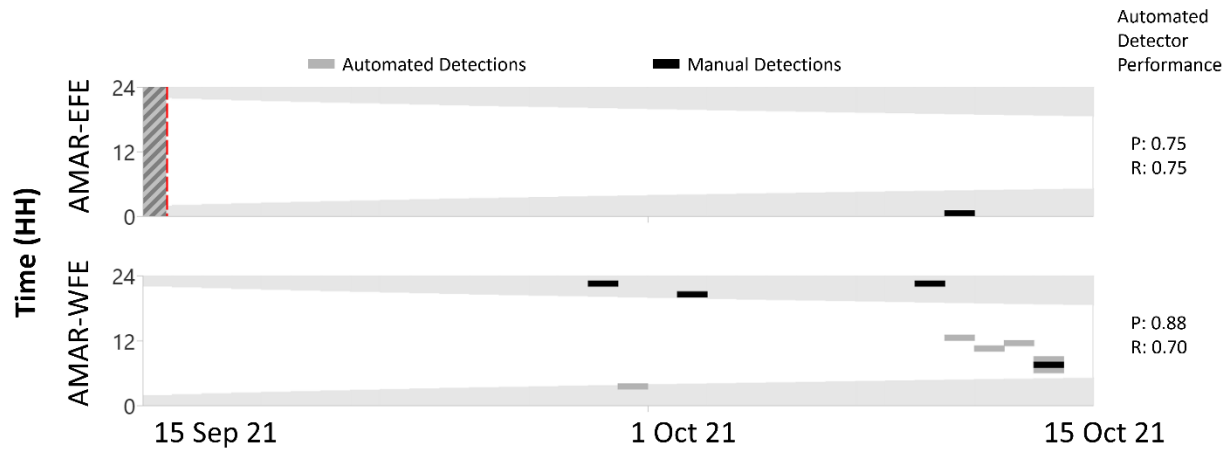 Automated
Detector
Performance
Automated Detections
Manual Detections
Time (HH)
AMAR-EFE
24
12
0
P: 0.75
R: 0.75
AMAR-WFE
24
12
0
P: 0.88
R: 0.70
15 Sep 21
1 Oct 21
15 Oct 21